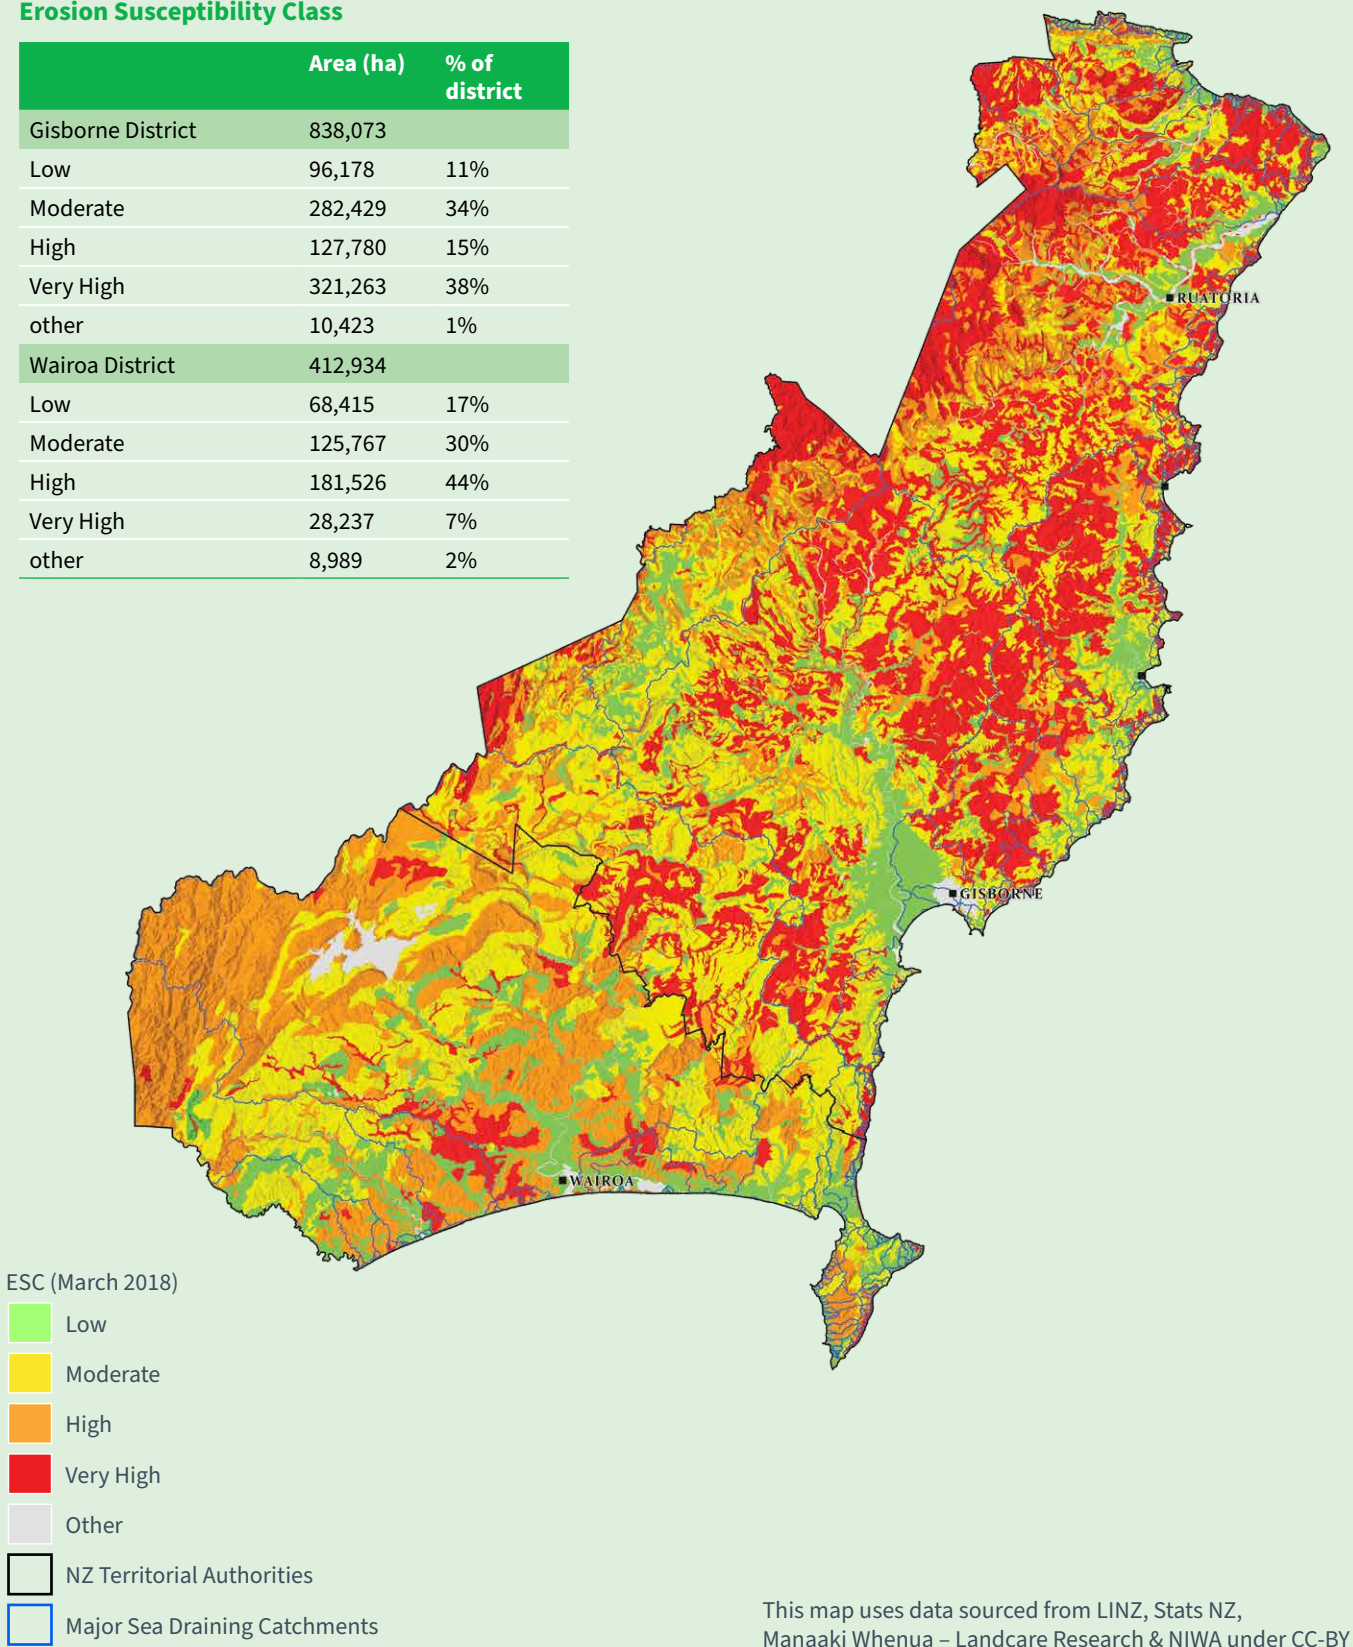 Erosion Susceptibility Class
Area (ha) % of district
Gisborne District 838,073
Low 96,178 11%
Moderate 282,429 34%
High 127,780 15%
Very High 321,263 38%
other 10,423 1%
Wairoa District 412,934
Low 68,415 17%
Moderate 125,767 30%
High 181,526 44%
Very High 28,237 7%
other 8,989 2%
RUATORIA
GISBORNE
WAIROA
ESC (March 2018)
Low
Moderate
High
Very High
Other
NZ Territorial Authorities
Major Sea Draining Catchments
This map uses data sourced from LINZ, Stats NZ,
Manaaki Whenua – Landcare Research & NIWA under CC-BY